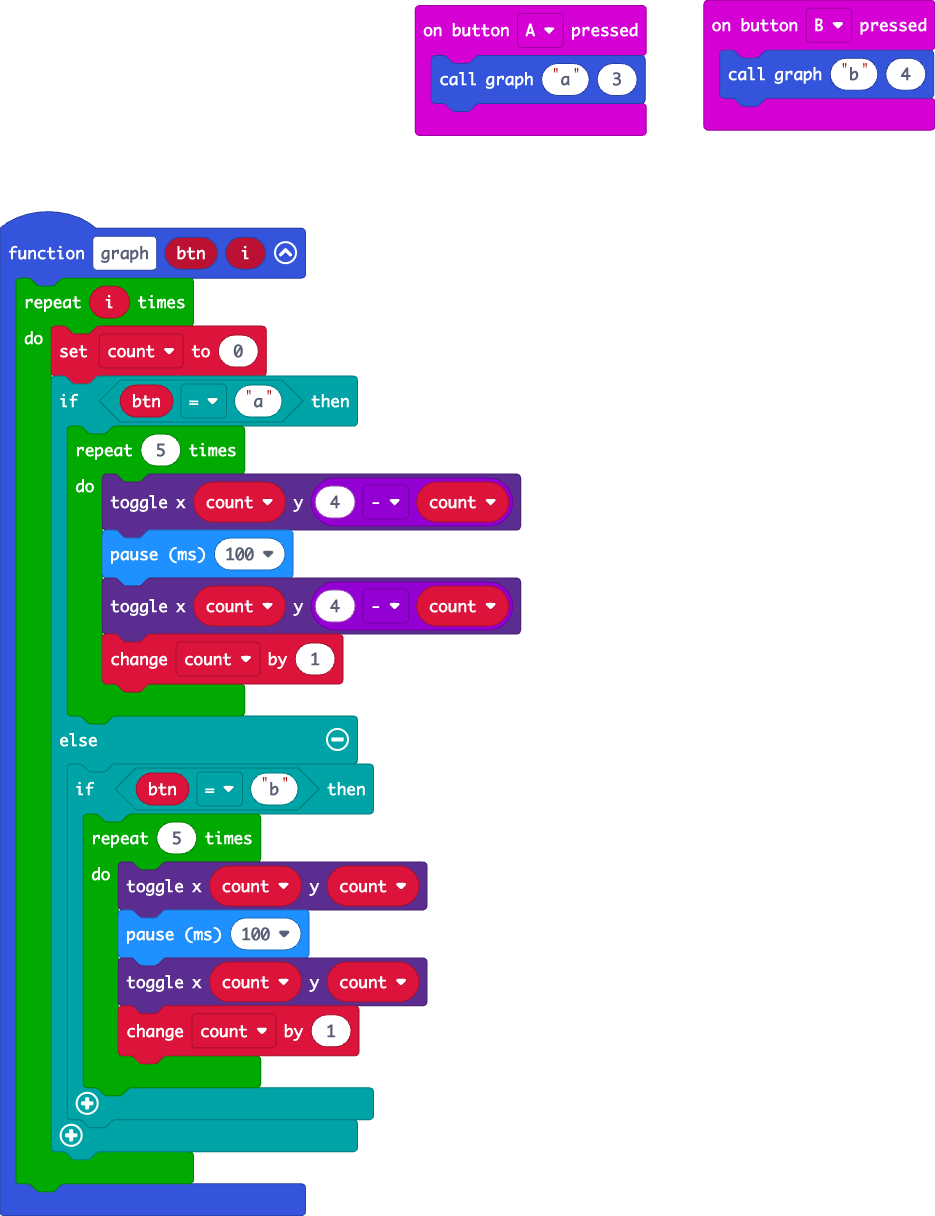 on button A pressed
call graph "a" 3
on button B pressed
call graph "b" 4
function graph btn i
repeat i times
do
set count to 0
if btn = "a" then
repeat 5 times
do
toggle x count y 4 - count
pause (ms) 100
toggle x count y 4 - count
change count by 1
else
if btn = "b" then
repeat 5 times
do
toggle x count y count
pause (ms) 100
toggle x count y count
change count by 1